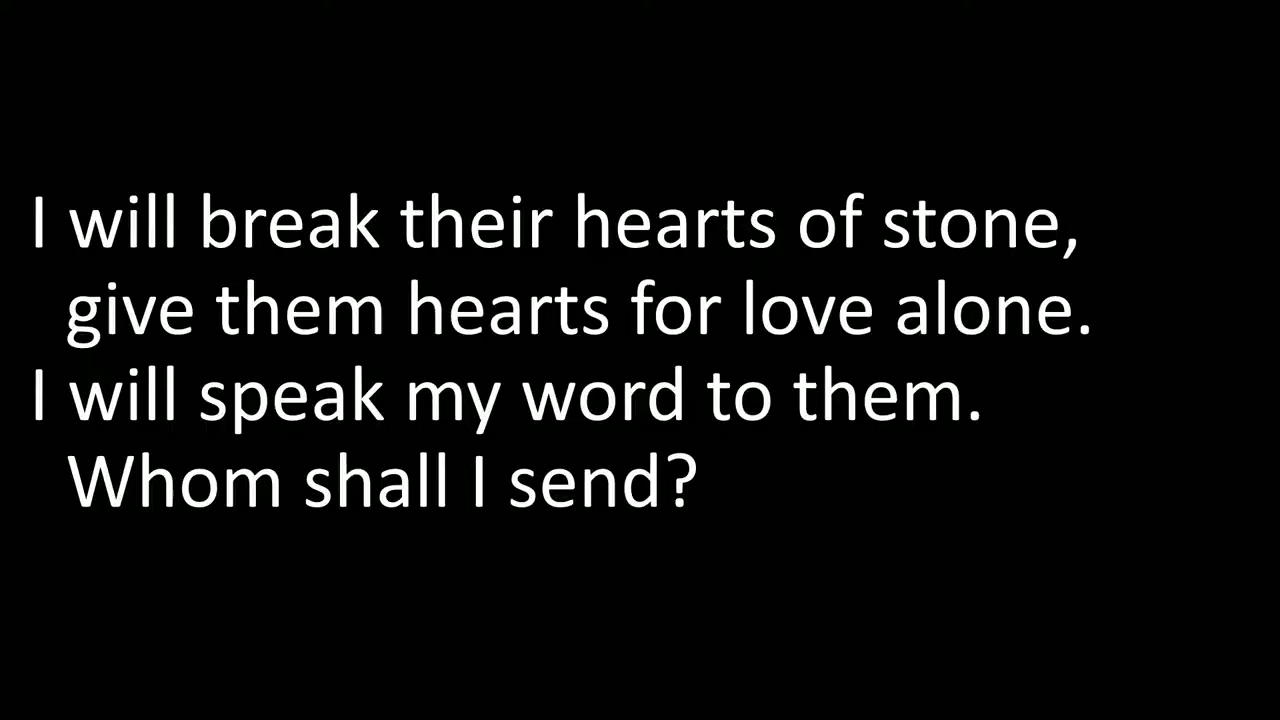 I will break their hearts of stone,
give them hearts for love alone.
I will speak my word to them.
Whom shall I send?